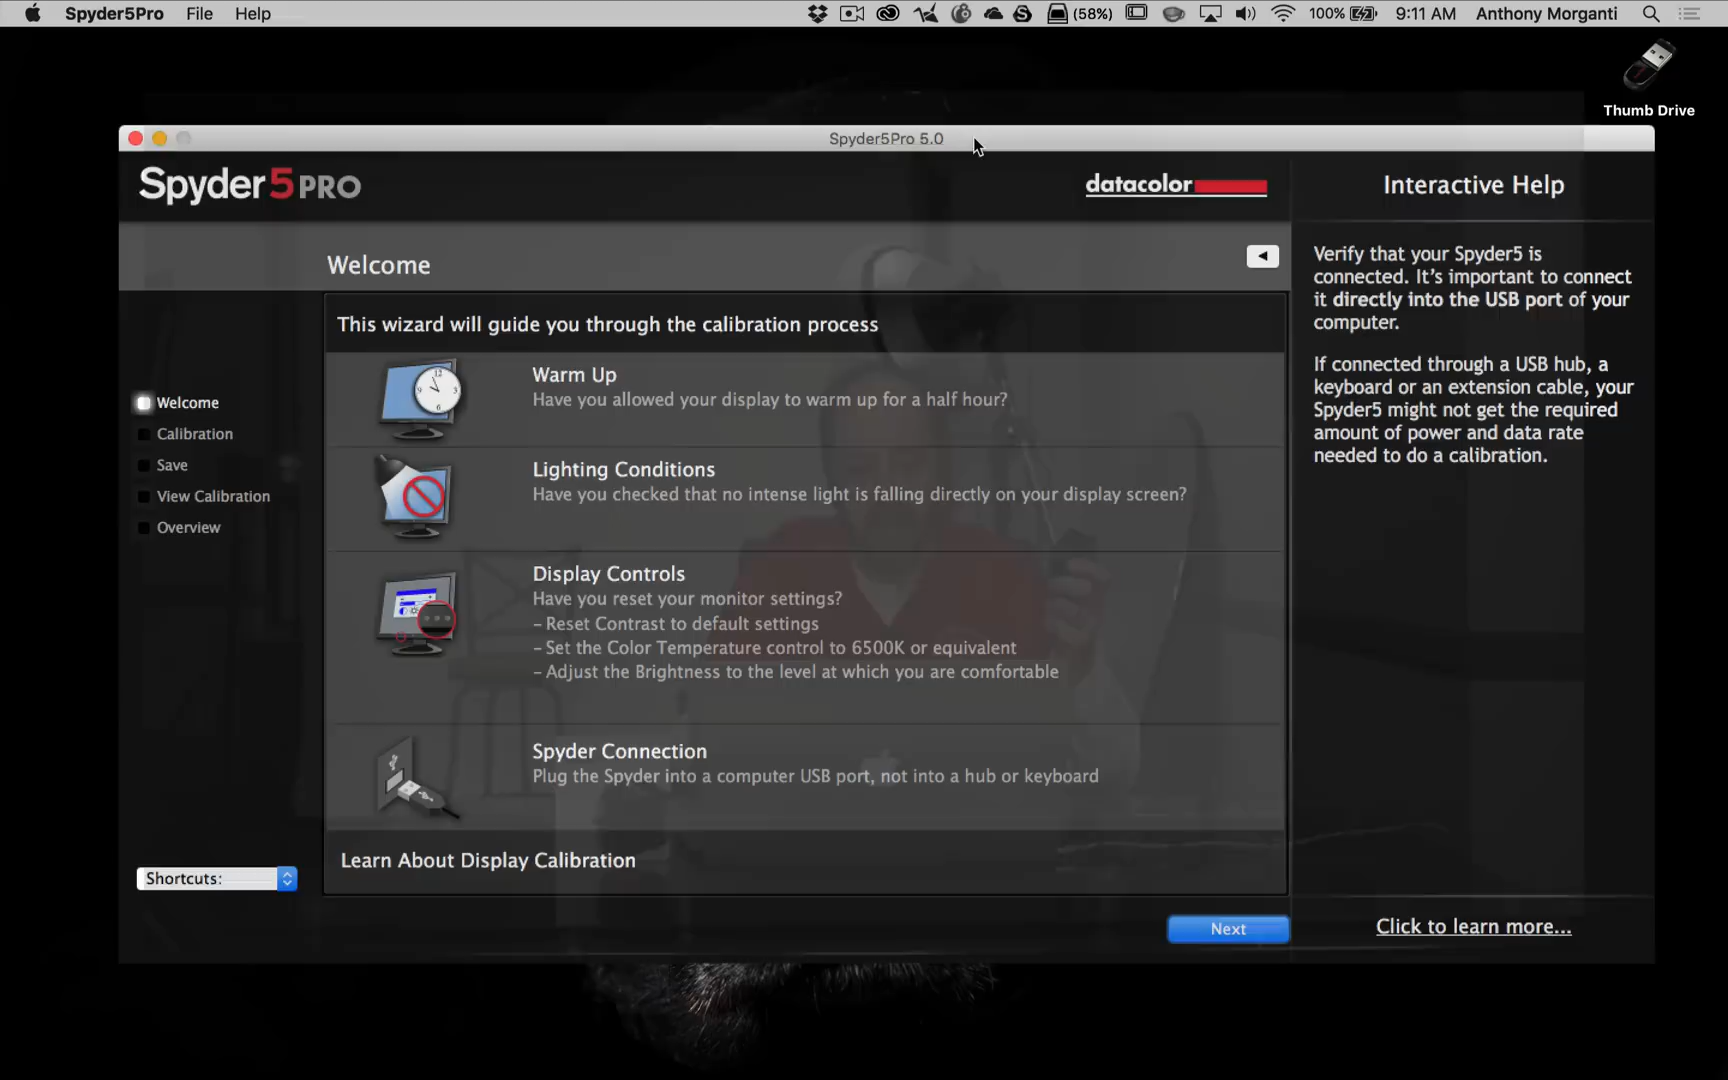 Spyder5Pro File Help (58%) 100% 9:11 AM Anthony Morganti
Thumb Drive
Spyder5Pro 5.0
Spyder5PRO
datacolor
Interactive Help
Welcome
This wizard will guide you through the calibration process
Warm Up
Have you allowed your display to warm up for a half hour?
Lighting Conditions
Have you checked that no intense light is falling directly on your display screen?
Display Controls
Have you reset your monitor settings?
– Reset Contrast to default settings
– Set the Color Temperature control to 6500K or equivalent
– Adjust the Brightness to the level at which you are comfortable
Spyder Connection
Plug the Spyder into a computer USB port, not into a hub or keyboard
Learn About Display Calibration
Welcome
Calibration
Save
View Calibration
Overview
Shortcuts:
Next
Verify that your Spyder5 is
connected. It's important to connect
it directly into the USB port of your
computer.
If connected through a USB hub, a
keyboard or an extension cable, your
Spyder5 might not get the required
amount of power and data rate
needed to do a calibration.
Click to learn more...